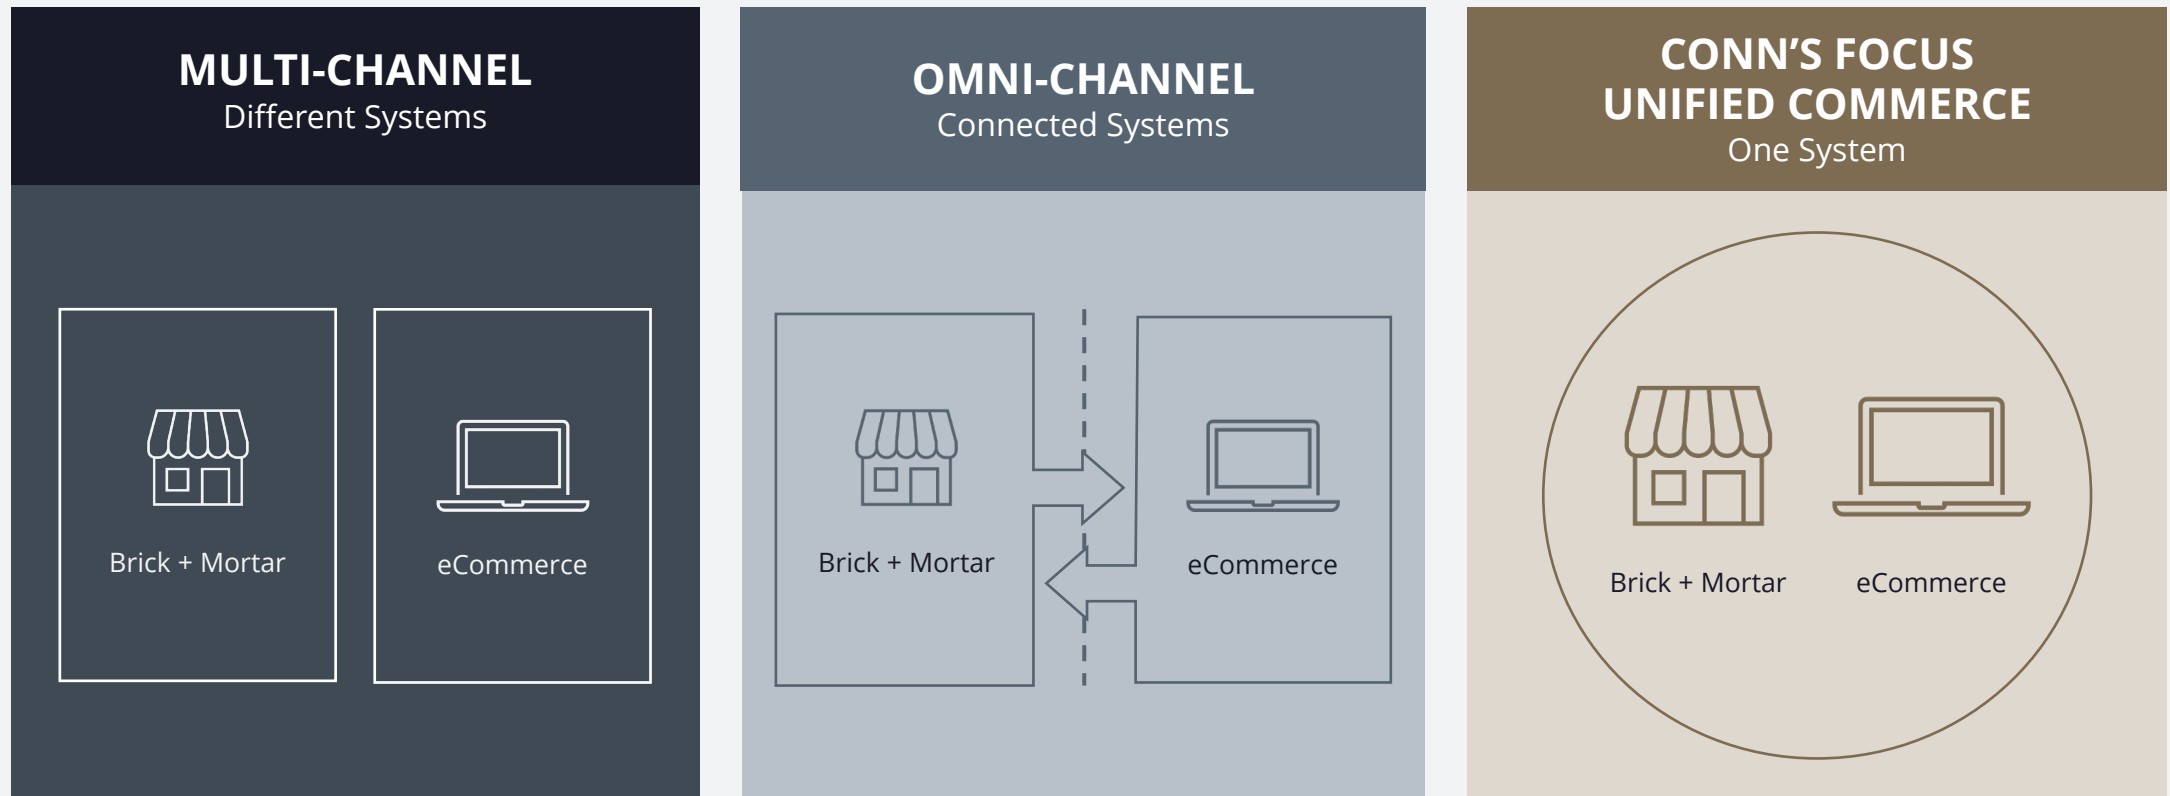 MULTI-CHANNEL
Different Systems
Brick + Mortar
eCommerce
OMNI-CHANNEL
Connected Systems
Brick + Mortar
eCommerce
CONN’S FOCUS
UNIFIED COMMERCE
One System
Brick + Mortar
eCommerce